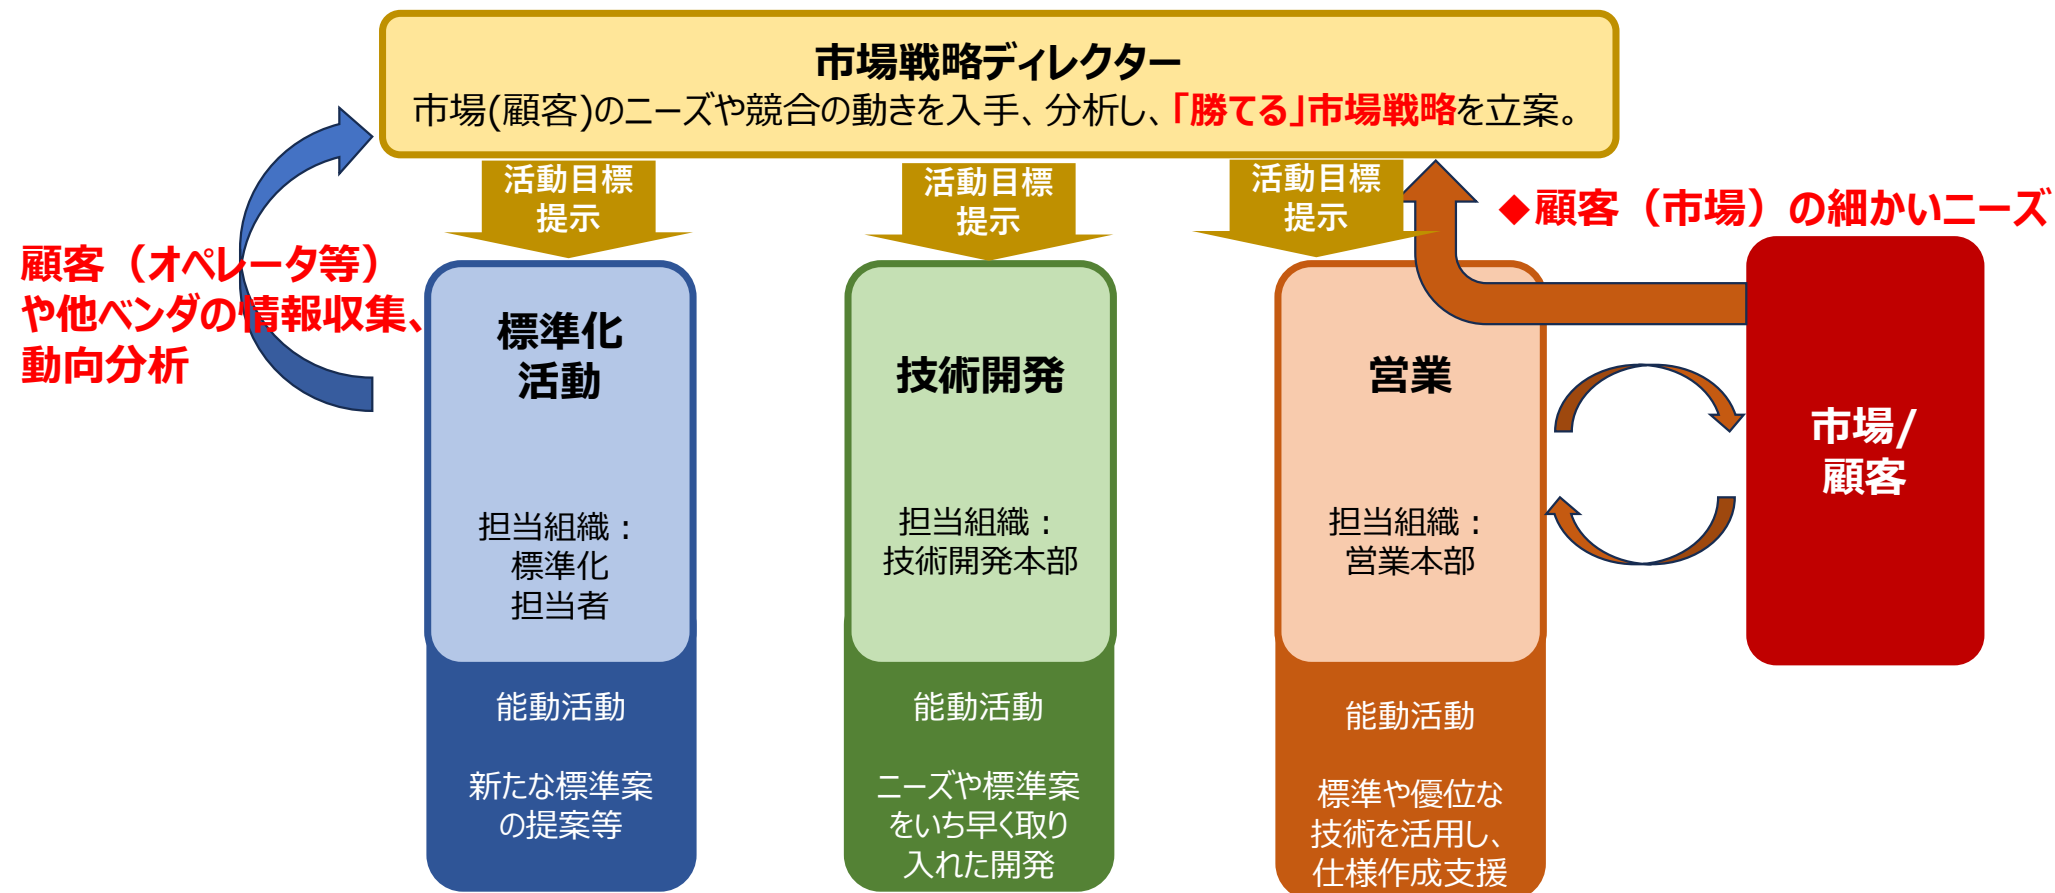 市場戦略ディレクター
市場(顧客)のニーズや競合の動きを入手、分析し、「勝てる」市場戦略を立案。
活動目標
提示
活動目標
提示
活動目標
提示
◆顧客（市場）の細かいニーズ
顧客（オペレータ等）
や他ベンダの情報収集、
動向分析
標準化
活動
担当組織：
標準化
担当者
能動活動
新たな標準案
の提案等
技術開発
担当組織：
技術開発本部
能動活動
ニーズや標準案
をいち早く取り
入れた開発
営業
担当組織：
営業本部
能動活動
標準や優位な
技術を活用し、
仕様作成支援
市場/
顧客